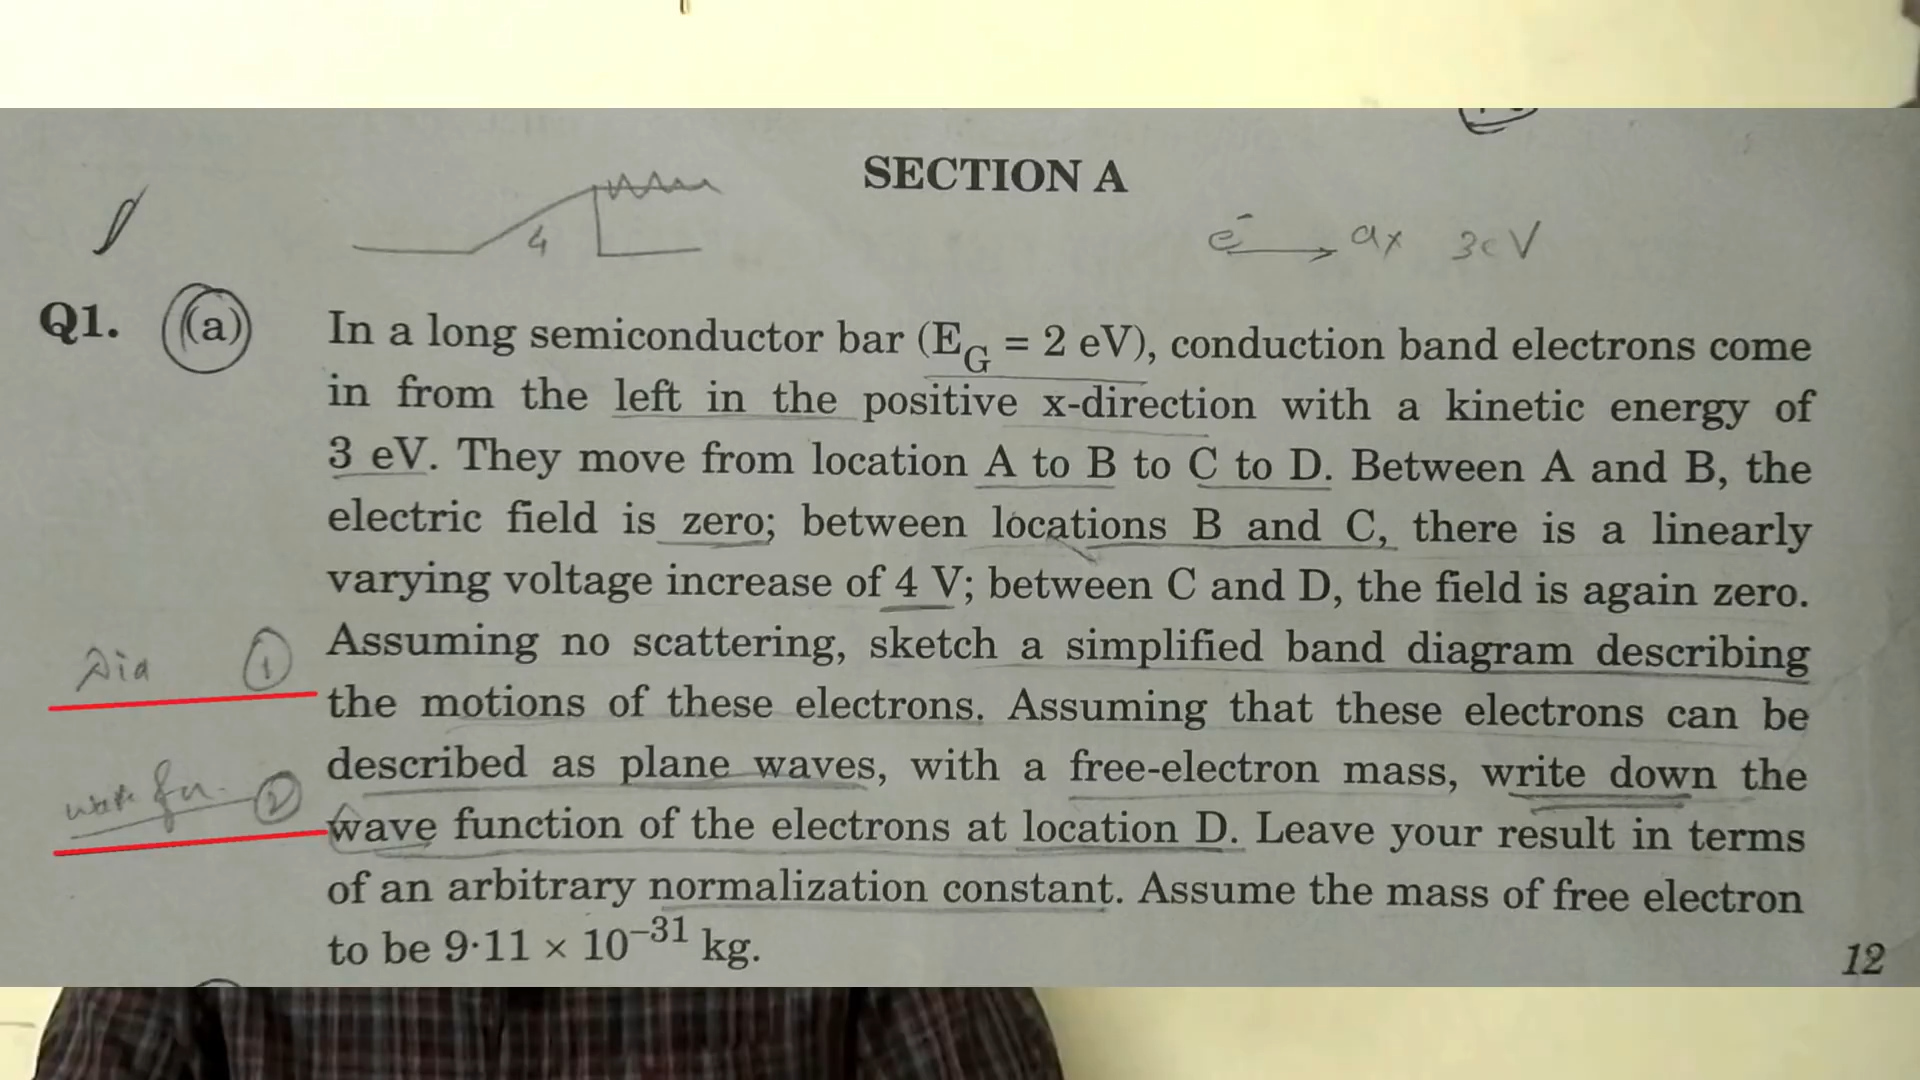 SECTION A
4
e⁻ → ax 3eV
Q1. (a) In a long semiconductor bar (E_G = 2 eV), conduction band electrons come
in from the left in the positive x-direction with a kinetic energy of
3 eV. They move from location A to B to C to D. Between A and B, the
electric field is zero; between locations B and C, there is a linearly
varying voltage increase of 4 V; between C and D, the field is again zero.
Assuming no scattering, sketch a simplified band diagram describing
Dia 1
the motions of these electrons. Assuming that these electrons can be
described as plane waves, with a free-electron mass, write down the
fn. 2
wave function of the electrons at location D. Leave your result in terms
of an arbitrary normalization constant. Assume the mass of free electron
to be 9·11 × 10⁻³¹ kg.
12